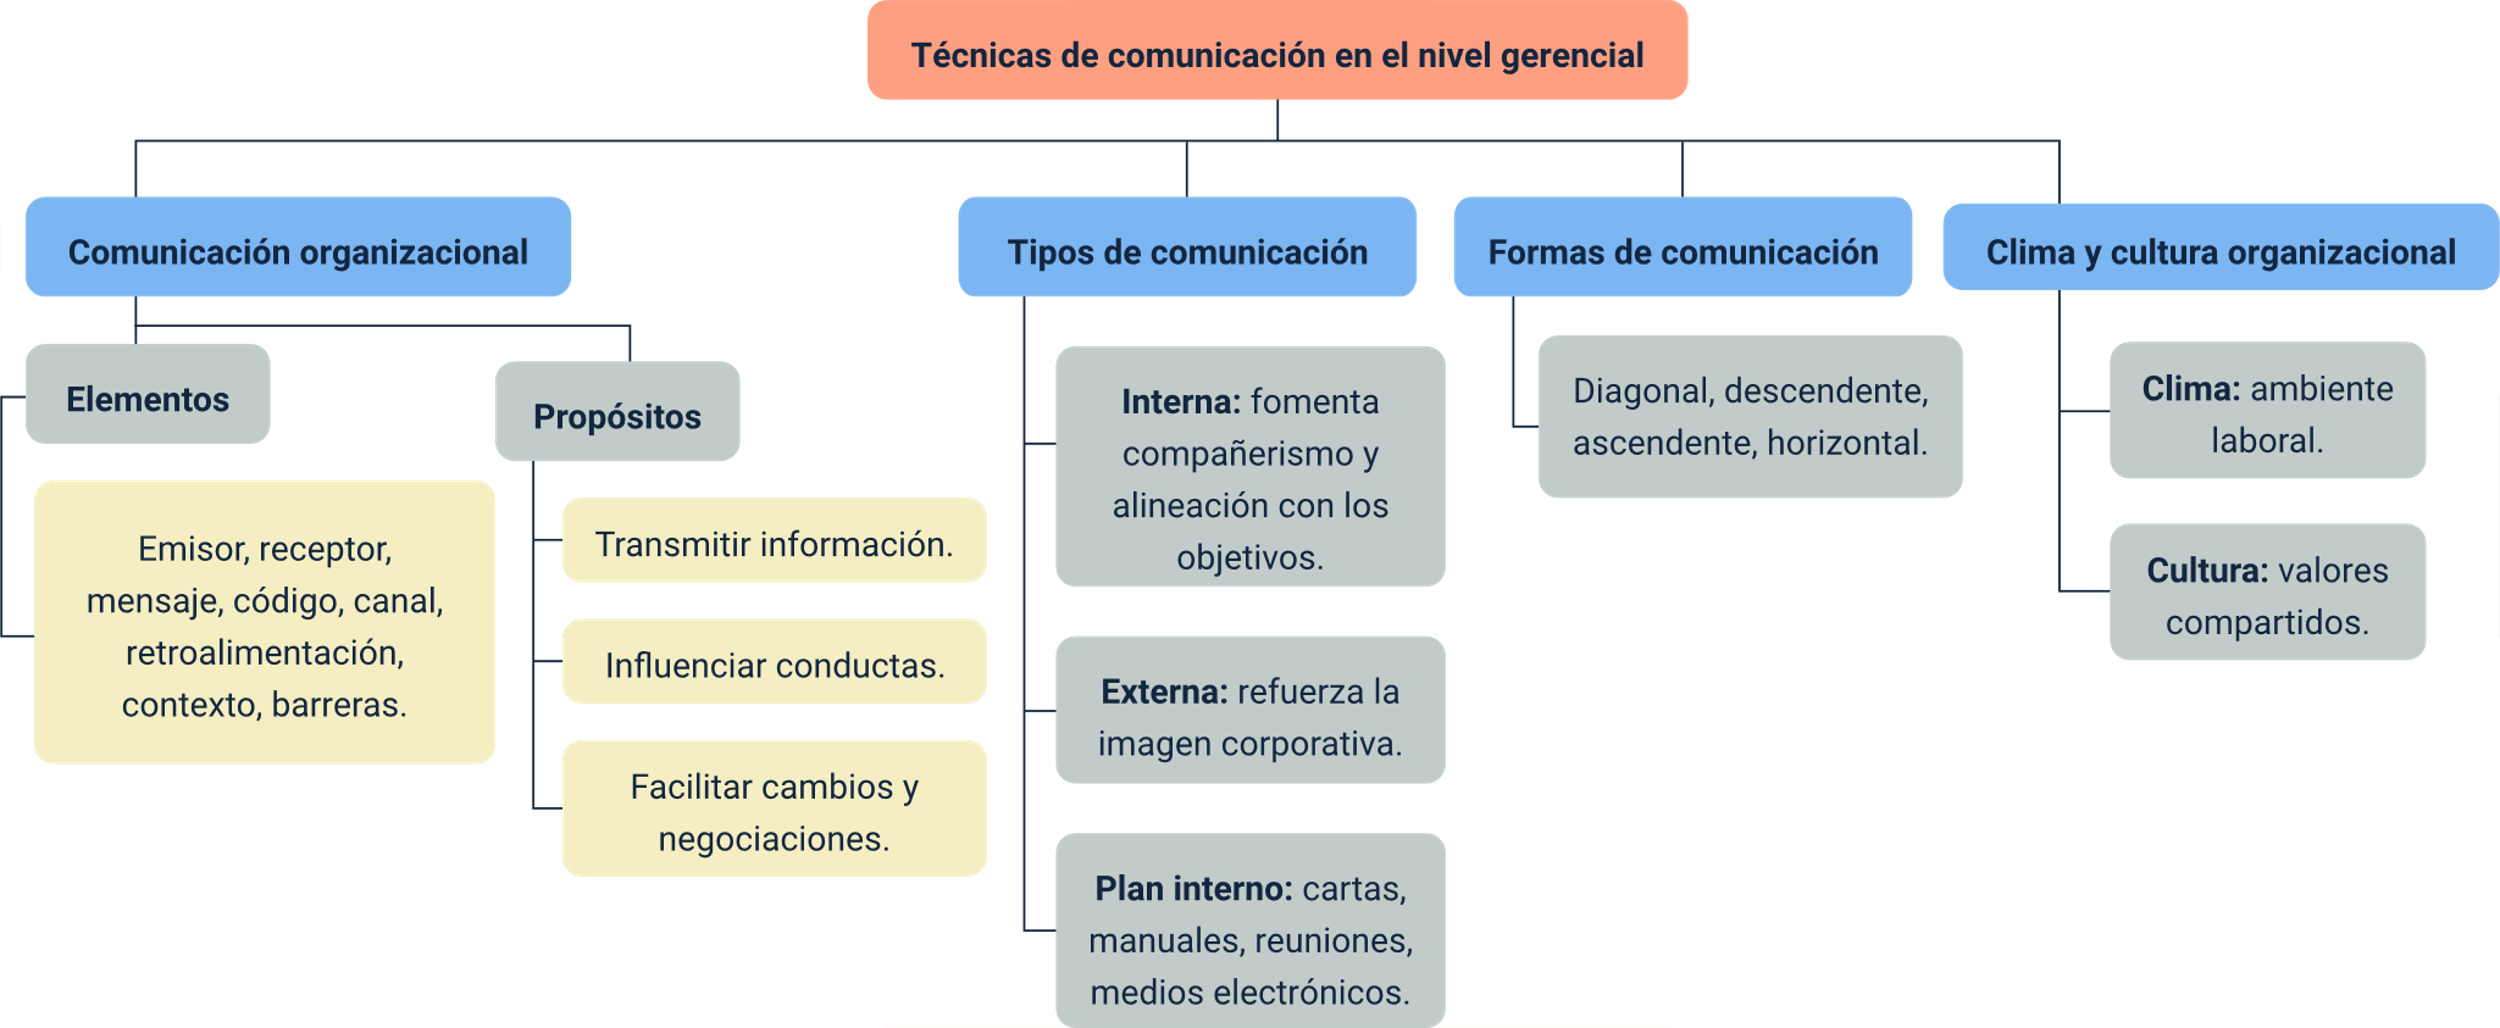 Técnicas de comunicación en el nivel gerencial
Comunicación organizacional
Elementos
Emisor, receptor,
mensaje, código, canal,
retroalimentación,
contexto, barreras.
Propósitos
Transmitir información.
Influenciar conductas.
Facilitar cambios y
negociaciones.
Tipos de comunicación
Interna: fomenta
compañerismo y
alineación con los
objetivos.
Externa: refuerza la
imagen corporativa.
Plan interno: cartas,
manuales, reuniones,
medios electrónicos.
Formas de comunicación
Diagonal, descendente,
ascendente, horizontal.
Clima y cultura organizacional
Clima: ambiente
laboral.
Cultura: valores
compartidos.